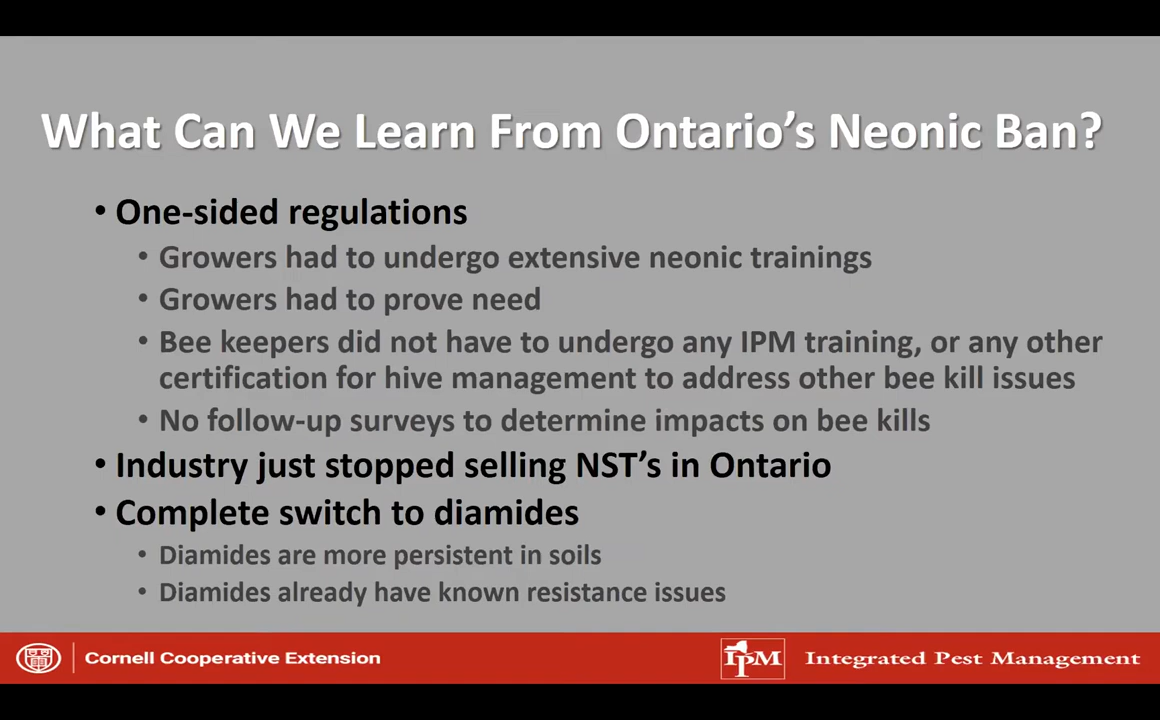 What Can We Learn From Ontario's Neonic Ban?
• One-sided regulations
• Growers had to undergo extensive neonic trainings
• Growers had to prove need
• Bee keepers did not have to undergo any IPM training, or any other
certification for hive management to address other bee kill issues
• No follow-up surveys to determine impacts on bee kills
• Industry just stopped selling NST's in Ontario
• Complete switch to diamides
• Diamides are more persistent in soils
• Diamides already have known resistance issues
Cornell Cooperative Extension
IPM Integrated Pest Management